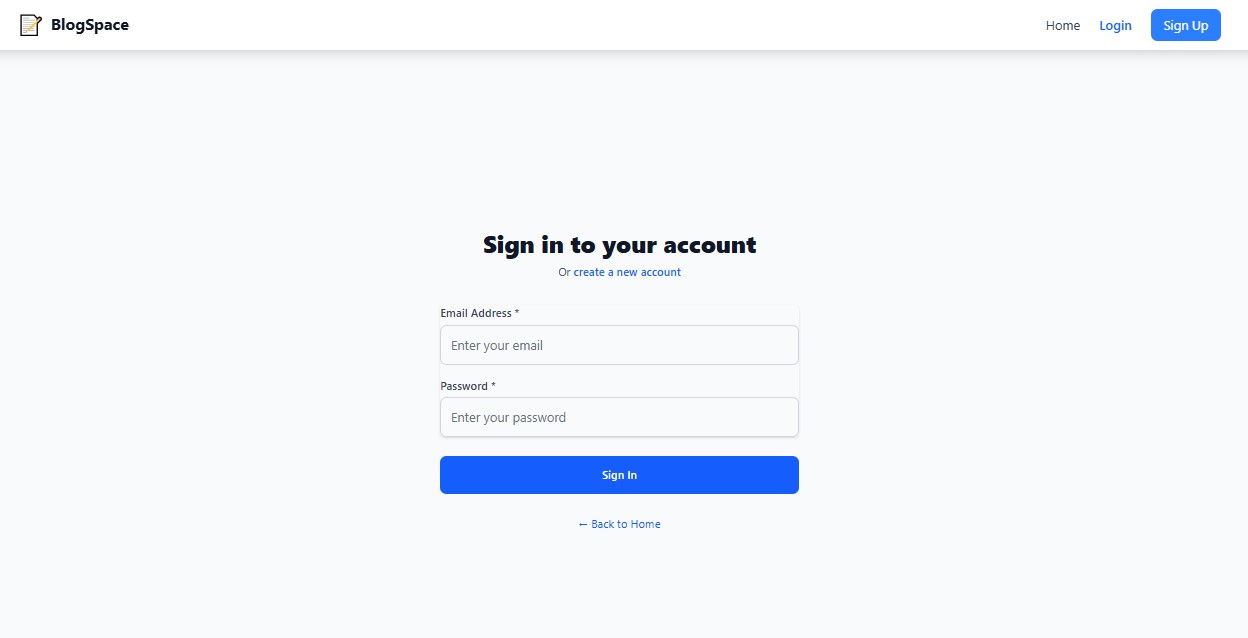 BlogSpace
Home
Login
Sign Up
Sign in to your account
Or create a new account
Email Address *
Enter your email
Password *
Enter your password
Sign In
← Back to Home